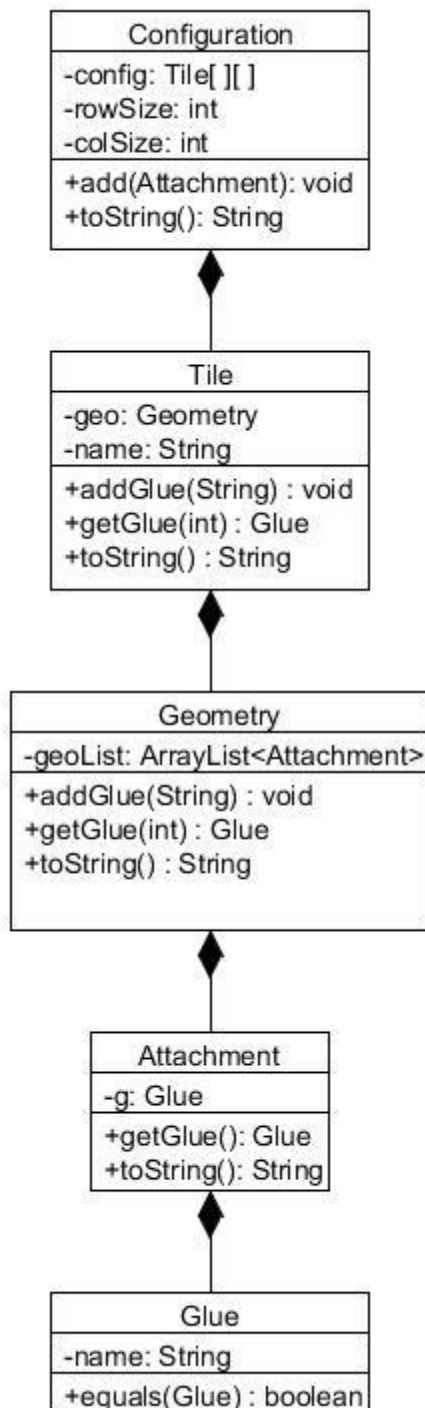 Configuration
-config: Tile[ ][ ]
-rowSize: int
-colSize: int
+add(Attachment): void
+toString(): String
Tile
-geo: Geometry
-name: String
+addGlue(String) : void
+getGlue(int) : Glue
+toString() : String
Geometry
-geoList: ArrayList<Attachment>
+addGlue(String) : void
+getGlue(int) : Glue
+toString() : String
Attachment
-g: Glue
+getGlue(): Glue
+toString(): String
Glue
-name: String
+equals(Glue) : boolean